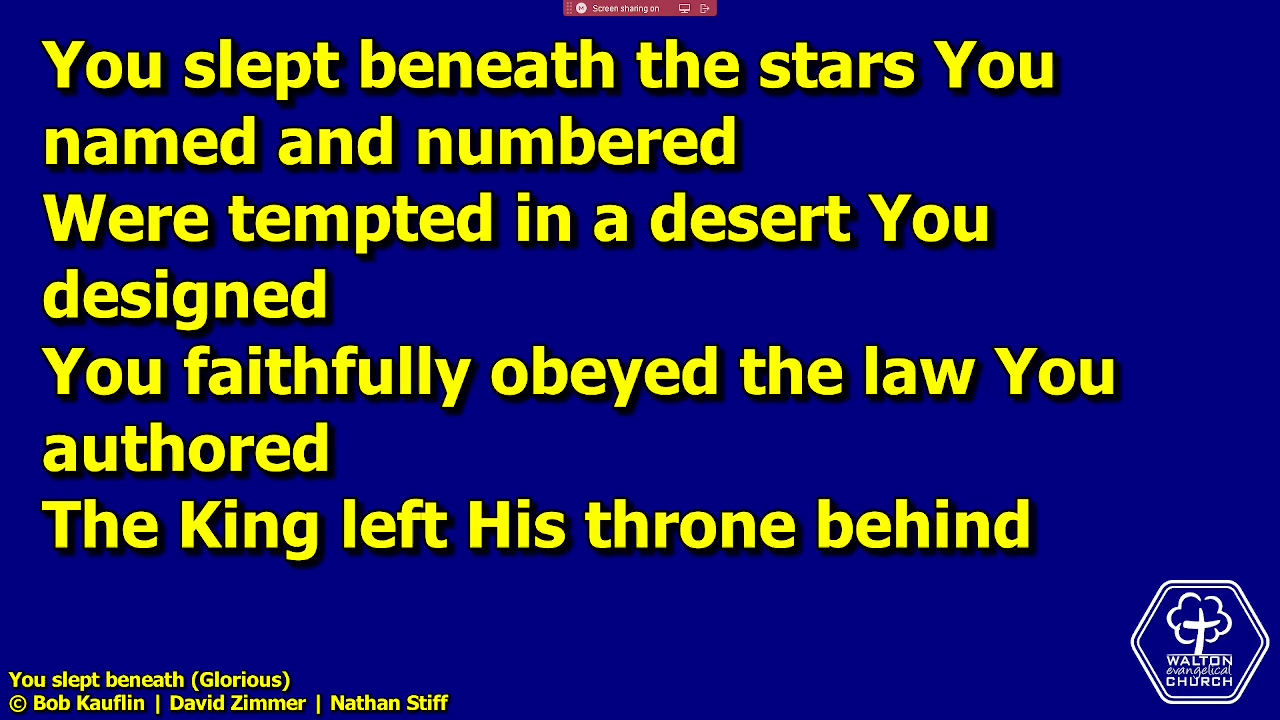 Screen sharing on
You slept beneath the stars You
named and numbered
Were tempted in a desert You
designed
You faithfully obeyed the law You
authored
The King left His throne behind
WALTON
evangelical
CHURCH
You slept beneath (Glorious)
© Bob Kauflin | David Zimmer | Nathan Stiff